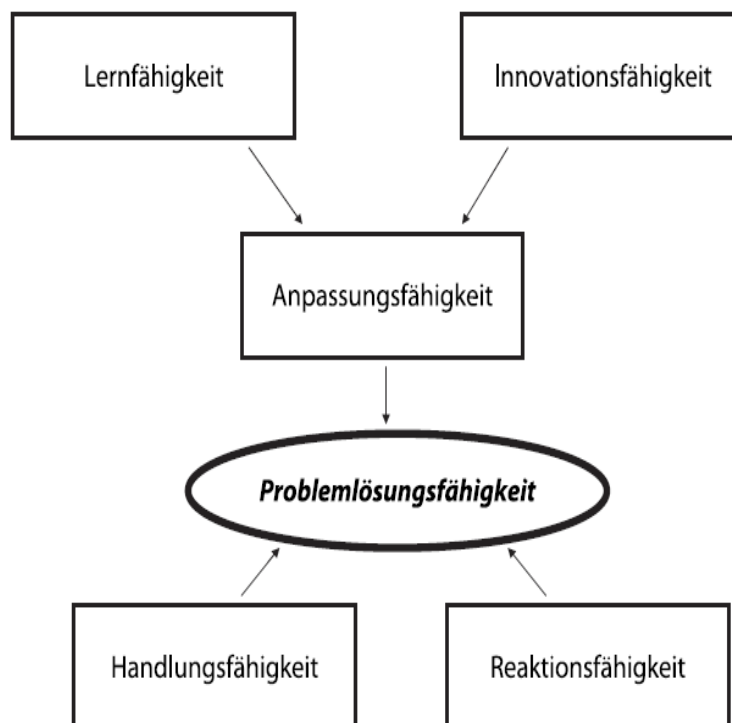 Lernfähigkeit
Innovationsfähigkeit
Anpassungsfähigkeit
Problemlösungsfähigkeit
Handlungsfähigkeit
Reaktionsfähigkeit